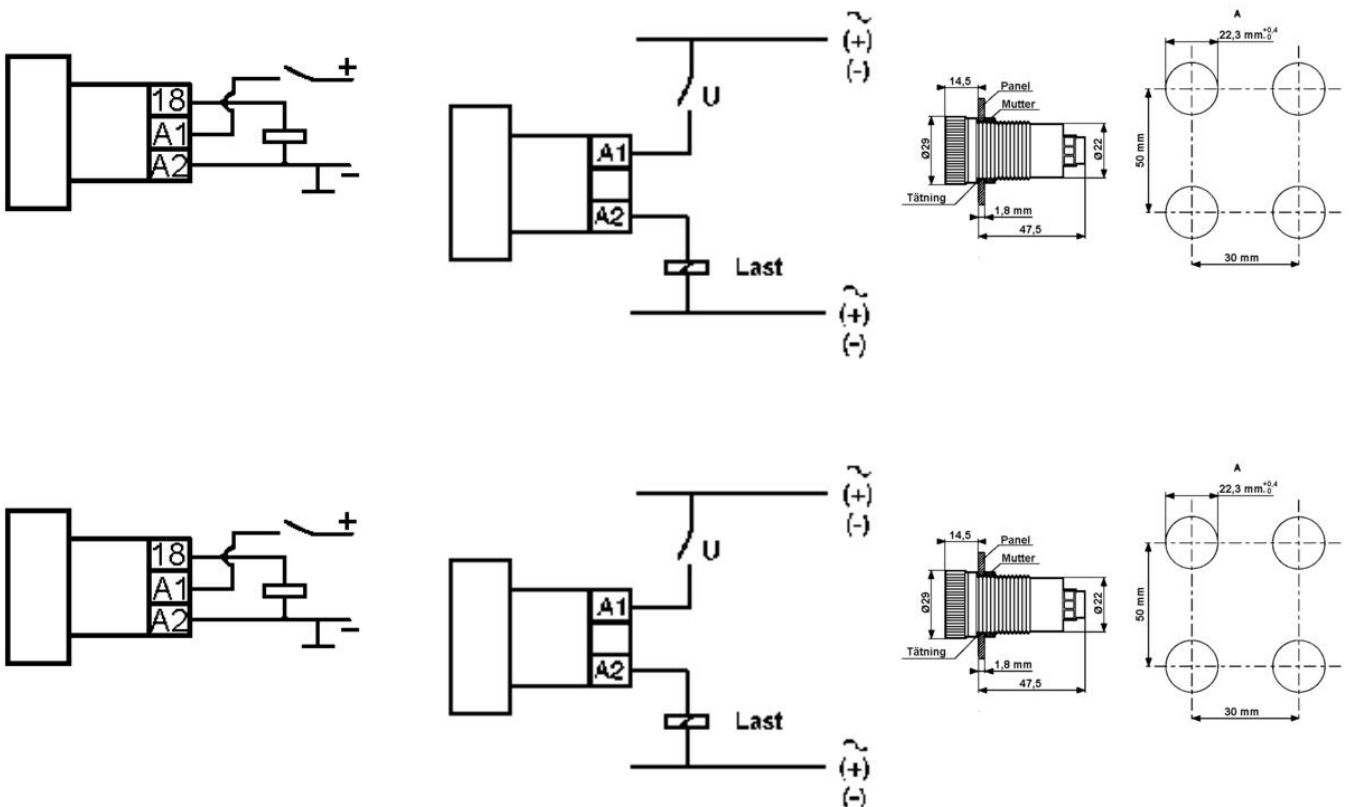 18
A1
A2
+
-
~
(+)
(-)
U
A1
A2
Last
~
(+)
(-)
14,5
Panel
Mutter
Ø29
Ø22
Tätning
1,8 mm
47,5
A
22,3 mm +0,4 0
50 mm
30 mm
18
A1
A2
+
-
~
(+)
(-)
U
A1
A2
Last
~
(+)
(-)
14,5
Panel
Mutter
Ø29
Ø22
Tätning
1,8 mm
47,5
A
22,3 mm +0,4 0
50 mm
30 mm